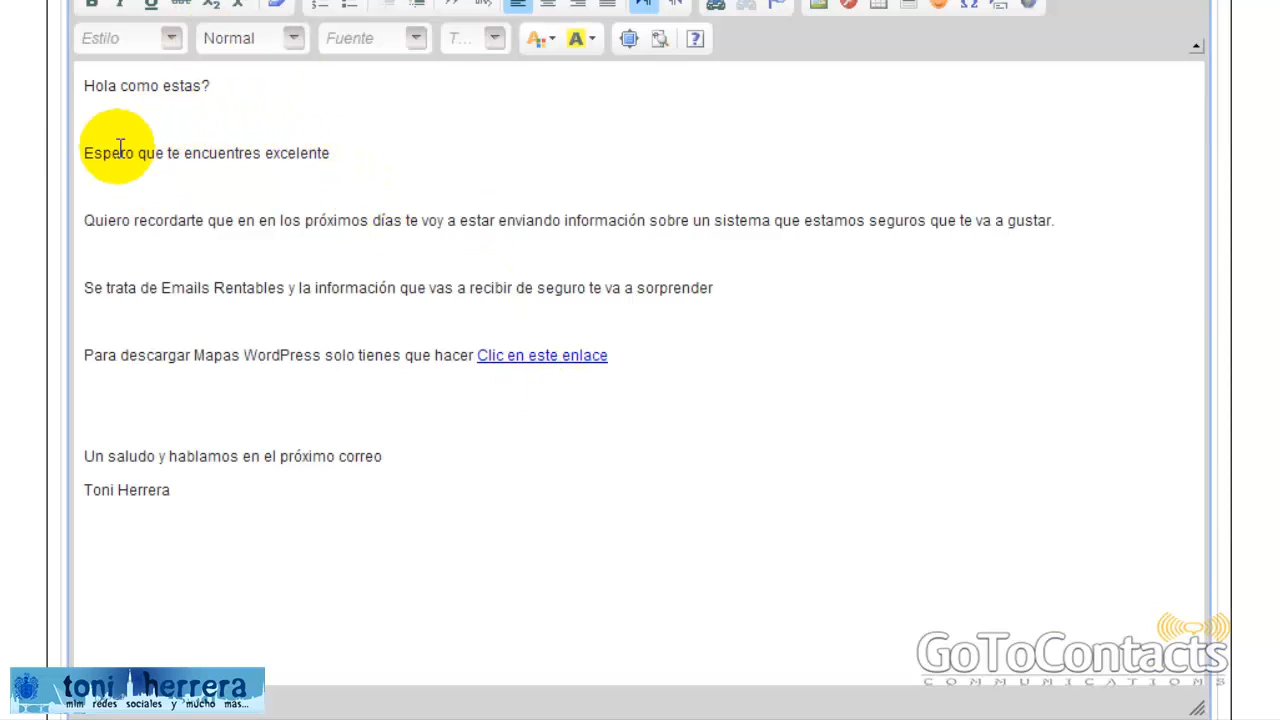 Estilo Normal Fuente T...
Hola como estas?
Espero que te encuentres excelente
Quiero recordarte que en en los próximos días te voy a estar enviando información sobre un sistema que estamos seguros que te va a gustar.
Se trata de Emails Rentables y la información que vas a recibir de seguro te va a sorprender
Para descargar Mapas WordPress solo tienes que hacer Clic en este enlace
Un saludo y hablamos en el próximo correo
Toni Herrera
GoToContacts
COMMUNICATIONS
toni herrera
mlm redes sociales y mucho más...